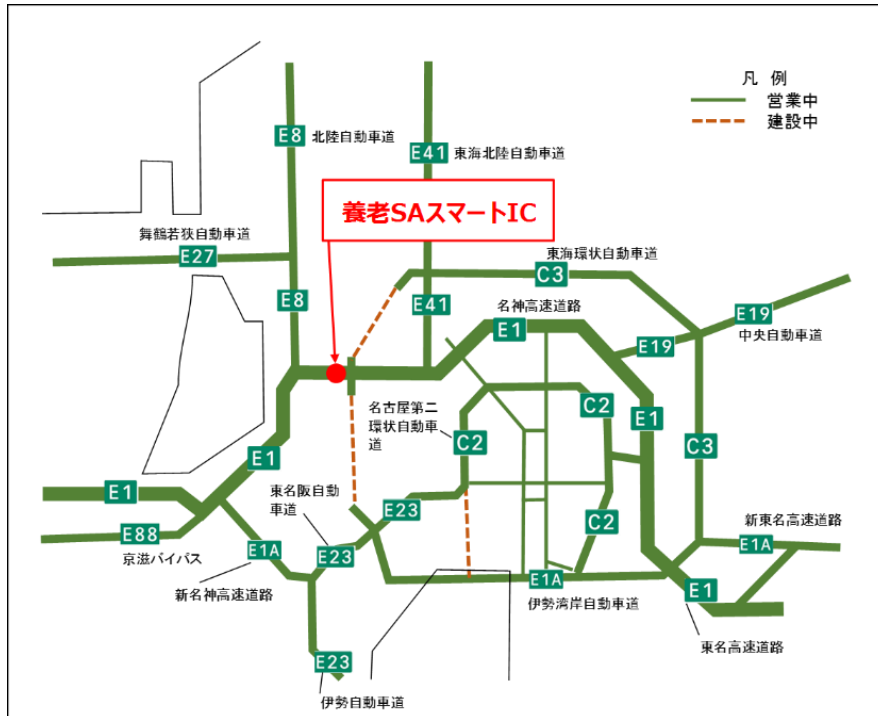 凡 例
営業中
建設中
E8
北陸自動車道
E41
東海北陸自動車道
養老SAスマートIC
舞鶴若狭自動車道
E27
東海環状自動車道
C3
E8
E41
名神高速道路
E1
E19
中央自動車道
E19
名古屋第二
環状自動車
道
C2
C2
E1
C3
E1
東名阪自動
車道
E23
E1
E88
京滋バイパス
E1A
新名神高速道路
E23
C2
新東名高速道路
E1A
E1A
伊勢湾岸自動車道
E1
東名高速道路
E23
伊勢自動車道